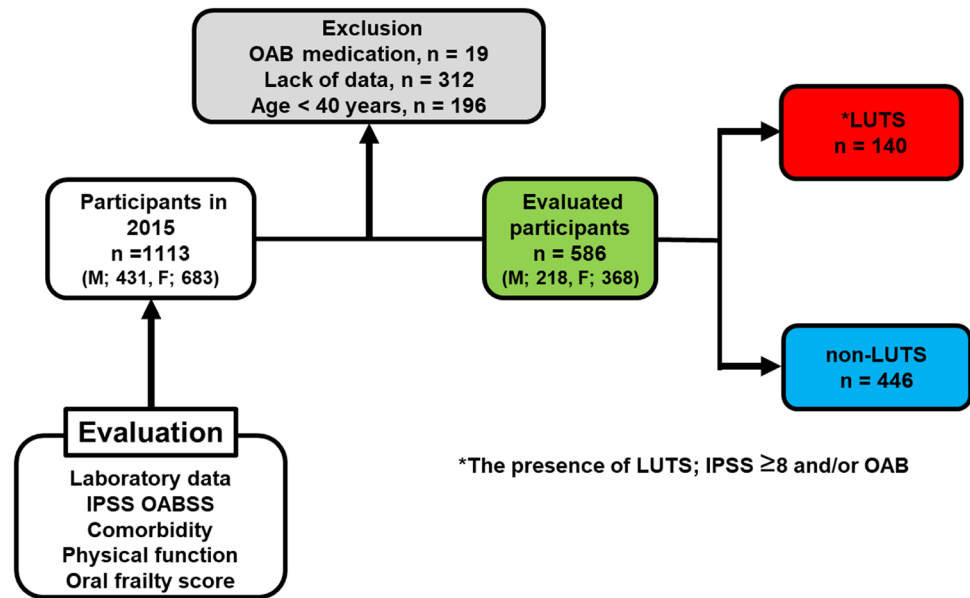 Exclusion
OAB medication, n = 19
Lack of data, n = 312
Age < 40 years, n = 196
*LUTS
n = 140
Participants in
2015
n =1113
(M; 431, F; 683)
Evaluated
participants
n = 586
(M; 218, F; 368)
non-LUTS
n = 446
Evaluation
Laboratory data
IPSS OABSS
Comorbidity
Physical function
Oral frailty score
*The presence of LUTS; IPSS ≥8 and/or OAB